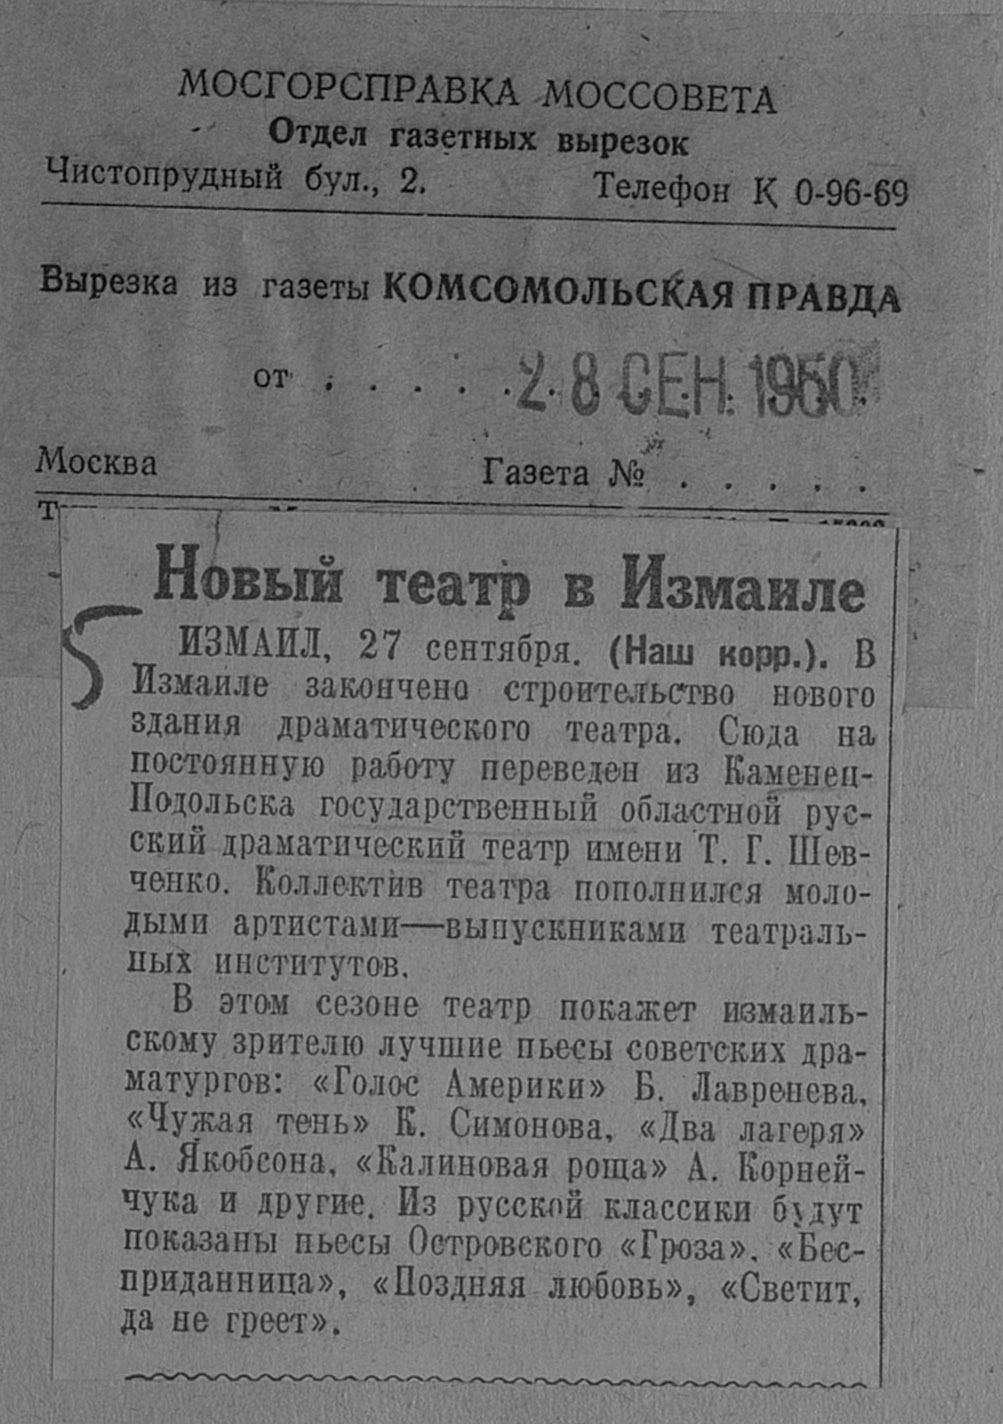 МОСГОРСПРАВКА МОССОВЕТА
Отдел газетных вырезок
Чистопрудный бул., 2. Телефон К 0-96-69
Вырезка из газеты КОМСОМОЛЬСКАЯ ПРАВДА
от . . . . . 28 СЕН. 1950
Москва Газета № . . . . .
Новый театр в Измаиле
ИЗМАИЛ, 27 сентября. (Наш корр.). В
Измаиле закончено строительство нового
здания драматического театра. Сюда на
постоянную работу переведен из Каменец-
Подольска государственный областной рус-
ский драматический театр имени Т. Г. Шев-
ченко. Коллектив театра пополнился моло-
дыми артистами—выпускниками театраль-
ных институтов.
В этом сезоне театр покажет измаиль-
скому зрителю лучшие пьесы советских дра-
матургов: «Голос Америки» Б. Лавренева,
«Чужая тень» К. Симонова, «Два лагеря»
А. Якобсона, «Калиновая роща» А. Корней-
чука и другие. Из русской классики будут
показаны пьесы Островского «Гроза», «Бес-
приданница», «Поздняя любовь», «Светит,
да не греет».